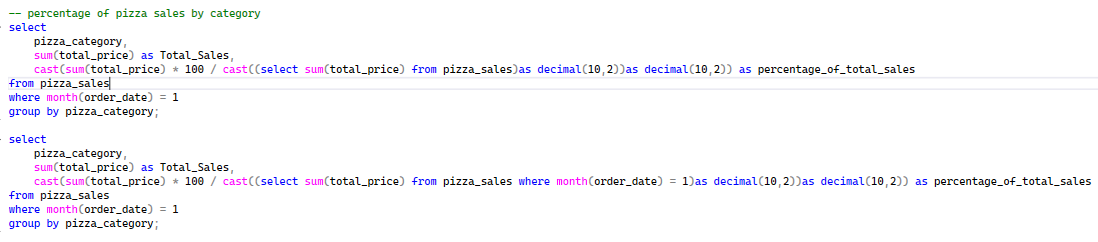 -- percentage of pizza sales by category
select
    pizza_category,
    sum(total_price) as Total_Sales,
    cast(sum(total_price) * 100 / cast((select sum(total_price) from pizza_sales)as decimal(10,2))as decimal(10,2)) as percentage_of_total_sales
from pizza_sales
where month(order_date) = 1
group by pizza_category;

select
    pizza_category,
    sum(total_price) as Total_Sales,
    cast(sum(total_price) * 100 / cast((select sum(total_price) from pizza_sales where month(order_date) = 1)as decimal(10,2))as decimal(10,2)) as percentage_of_total_sales
from pizza_sales
where month(order_date) = 1
group by pizza_category;